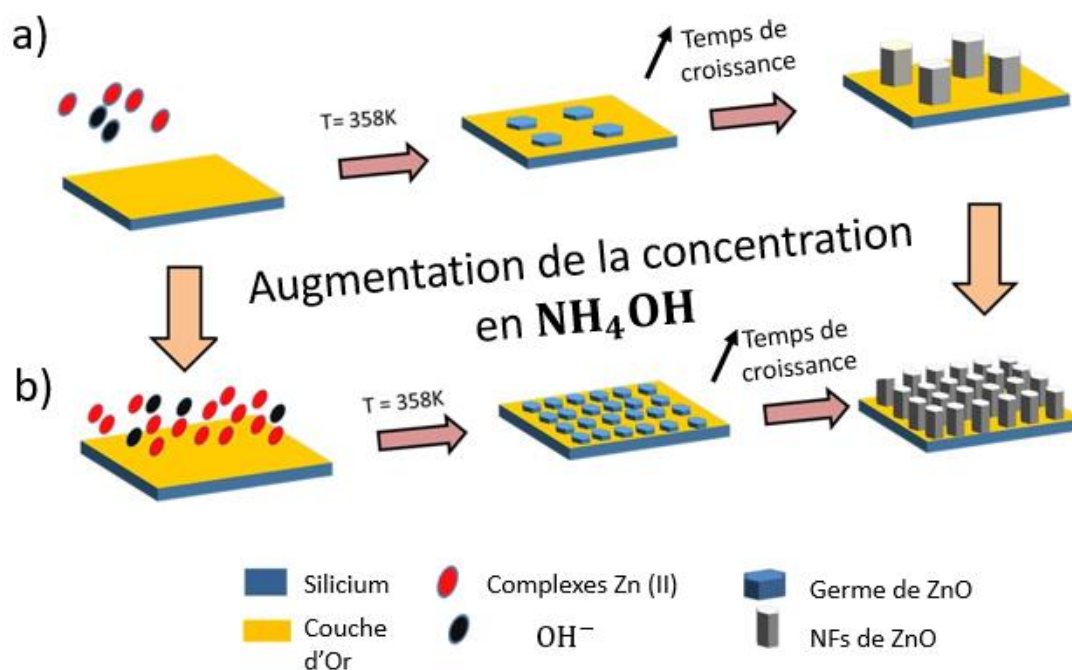 a)
Temps de
croissance
T= 358K
Augmentation de la concentration
en NH₄OH
b)
Temps de
croissance
T = 358K
Silicium
Complexes Zn (II)
Germe de ZnO
Couche
d'Or
OH⁻
NFs de ZnO